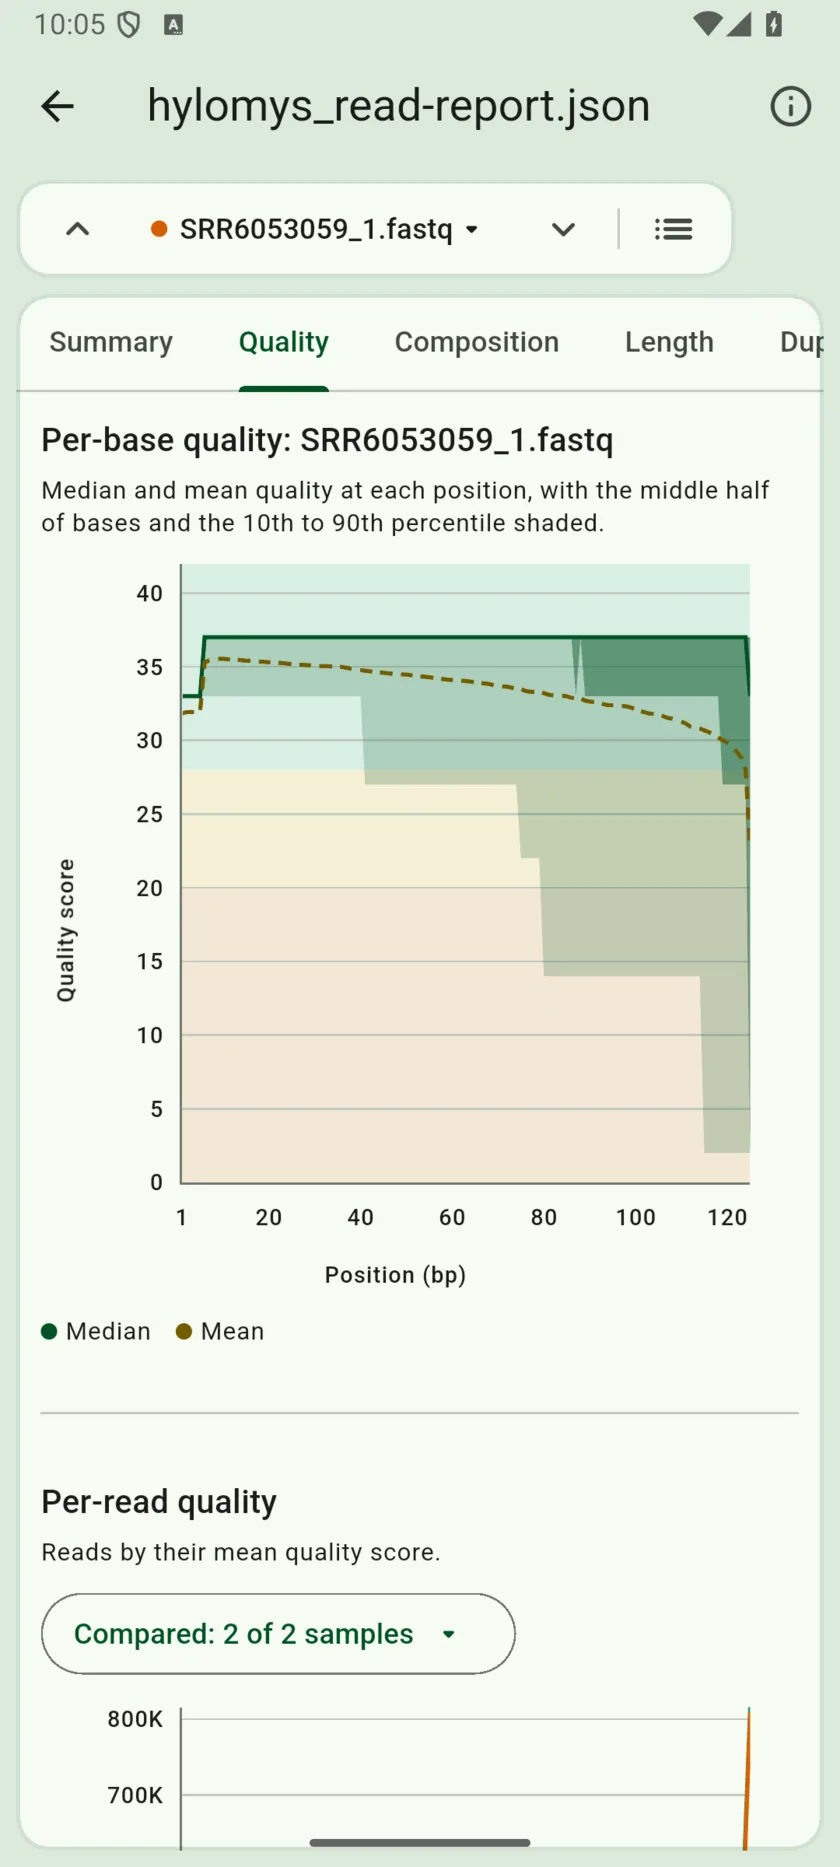 10:05
A
hylomys_read-report.json
SRR6053059_1.fastq
Summary Quality Composition Length Dup
Per-base quality: SRR6053059_1.fastq
Median and mean quality at each position, with the middle half
of bases and the 10th to 90th percentile shaded.
40
35
30
25
20
15
10
5
0
Quality score
1 20 40 60 80 100 120
Position (bp)
Median Mean
Per-read quality
Reads by their mean quality score.
Compared: 2 of 2 samples
800K
700K